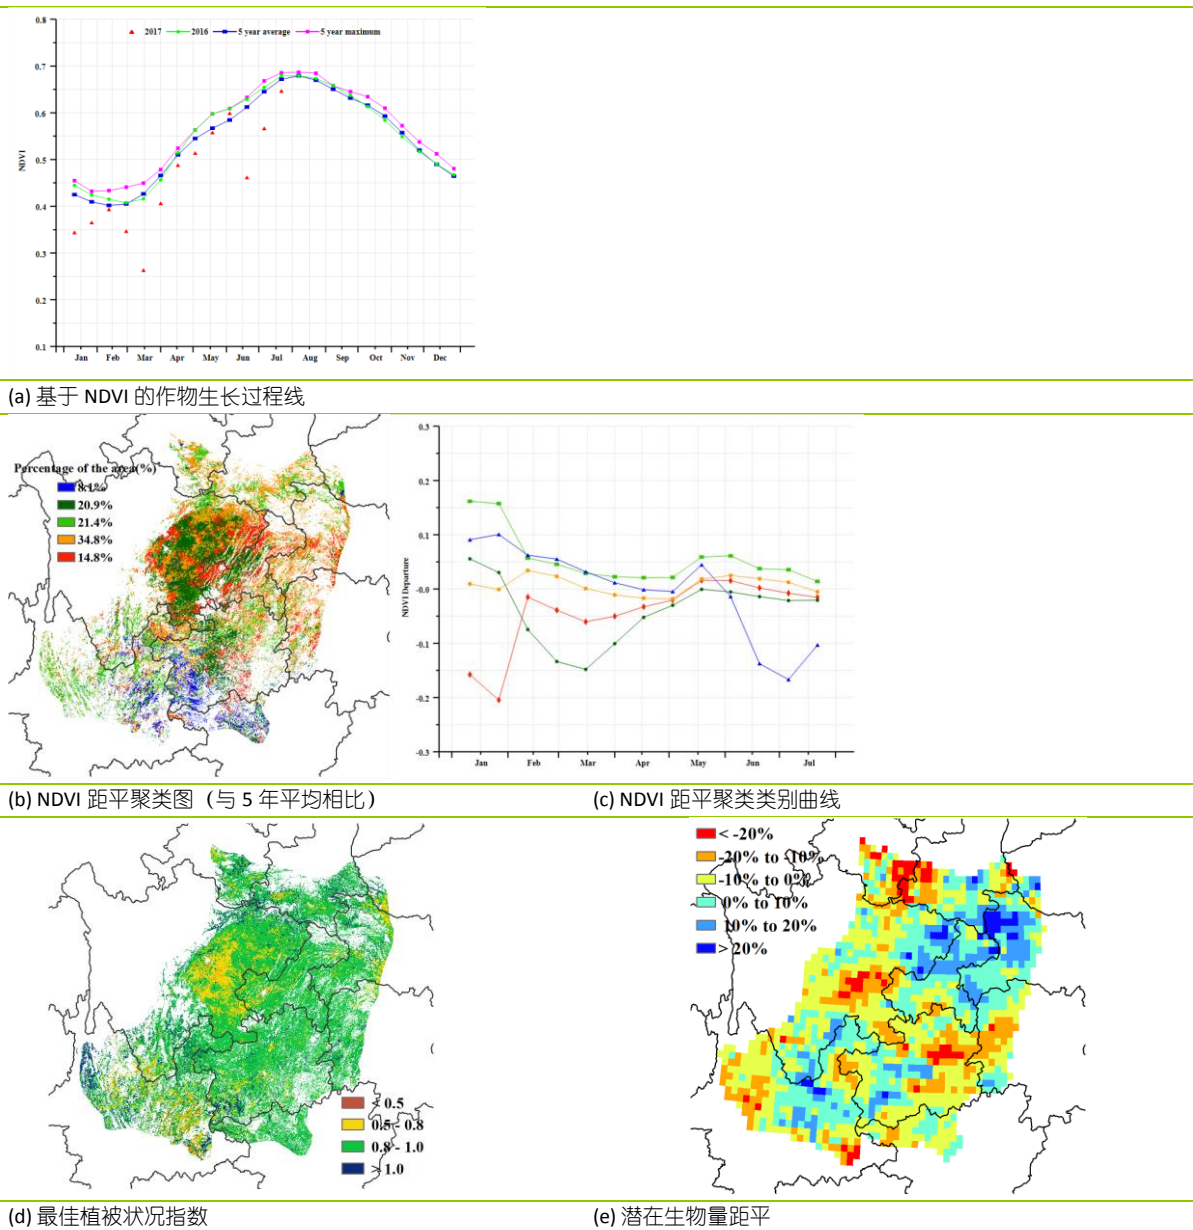 0.8
2017 2016 5 year average 5 year maximum
0.7
0.6
0.5
NDVI
0.4
0.3
0.2
0.1
Jan Feb Mar Apr May Jun Jul Aug Sep Oct Nov Dec
(a) 基于 NDVI 的作物生长过程线
Percentage of the area(%)
8.1%
20.9%
21.4%
34.8%
14.8%
0.3
0.2
0.1
-0.0
NDVI Departure
-0.1
-0.2
-0.3
Jan Feb Mar Apr May Jun Jul
(b) NDVI 距平聚类图（与 5 年平均相比）
(c) NDVI 距平聚类类别曲线
0.5
0.5 - 0.8
0.8 - 1.0
> 1.0
< -20%
-20% to -10%
-10% to 0%
0% to 10%
10% to 20%
> 20%
(d) 最佳植被状况指数
(e) 潜在生物量距平